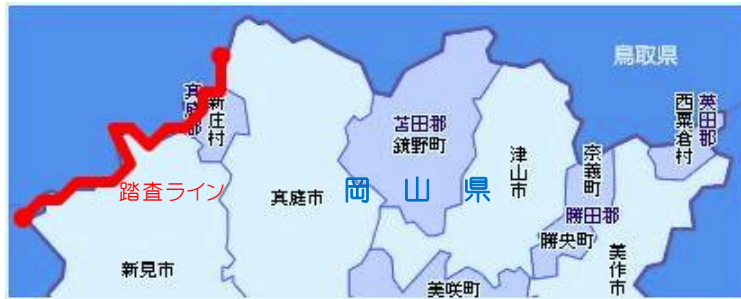 鳥取県
英田郡
西粟倉村
真庭郡
新庄村
苫田郡
鏡野町
津山市
奈義町
踏査ライン
真庭市
岡山県
勝田郡
勝央町
美作市
新見市
美咲町